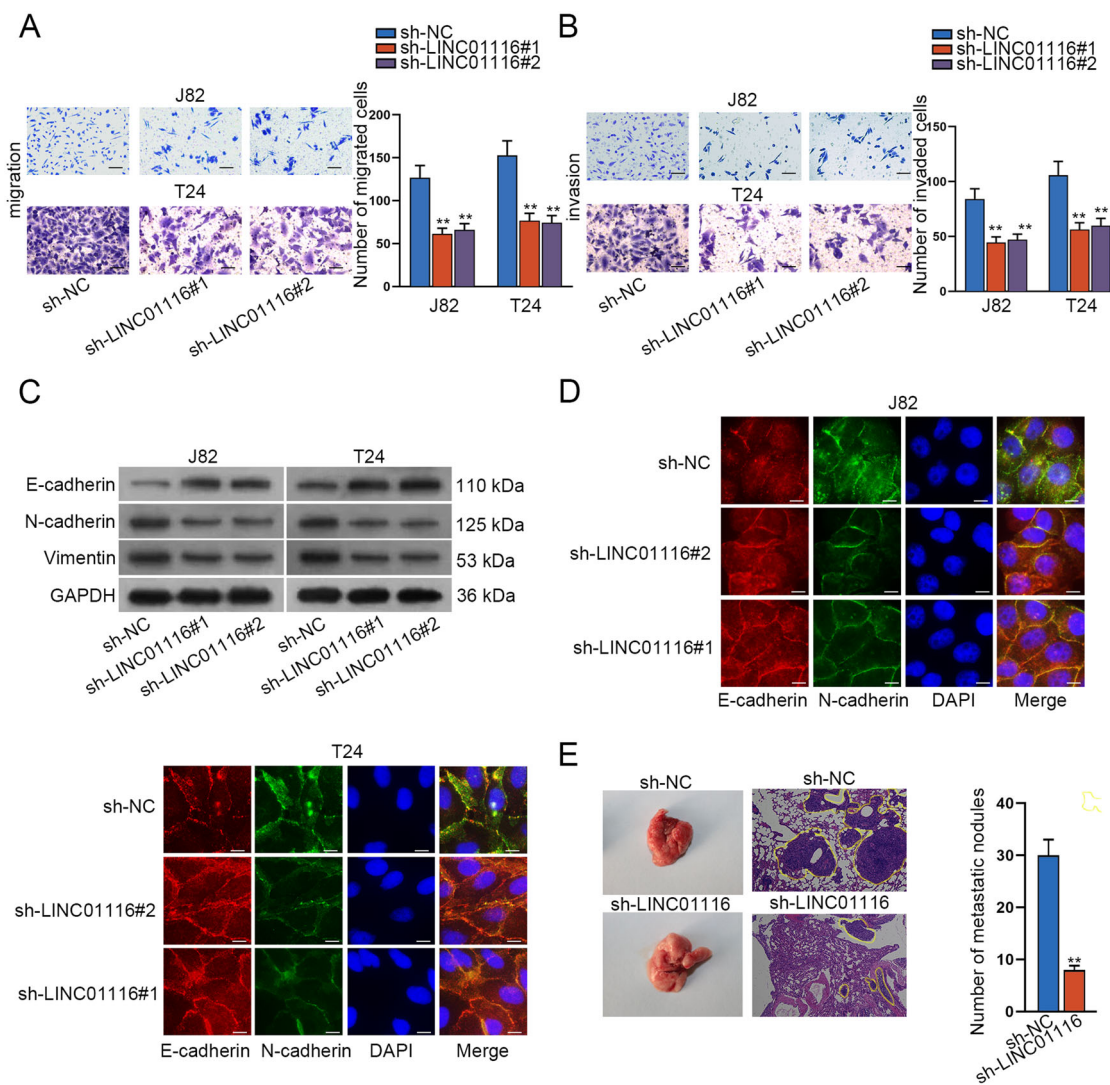 A
sh-NC
sh-LINC01116#1
sh-LINC01116#2
J82
T24
migration
sh-NC
sh-LINC01116#1
sh-LINC01116#2
Number of migrated cells
200
150
100
50
0
**
**
**
**
J82
T24
B
sh-NC
sh-LINC01116#1
sh-LINC01116#2
J82
T24
invasion
sh-NC
sh-LINC01116#1
sh-LINC01116#2
Number of invaded cells
150
100
50
0
**
**
**
**
J82
T24
C
J82
T24
E-cadherin
110 kDa
N-cadherin
125 kDa
Vimentin
53 kDa
GAPDH
36 kDa
sh-NC
sh-LINC01116#1
sh-LINC01116#2
sh-NC
sh-LINC01116#1
sh-LINC01116#2
D
J82
sh-NC
sh-LINC01116#2
sh-LINC01116#1
E-cadherin
N-cadherin
DAPI
Merge
T24
sh-NC
sh-LINC01116#2
sh-LINC01116#1
E-cadherin
N-cadherin
DAPI
Merge
E
sh-NC
sh-NC
sh-LINC01116
sh-LINC01116
Number of metastatic nodules
40
30
20
10
0
**
sh-NC
sh-LINC01116